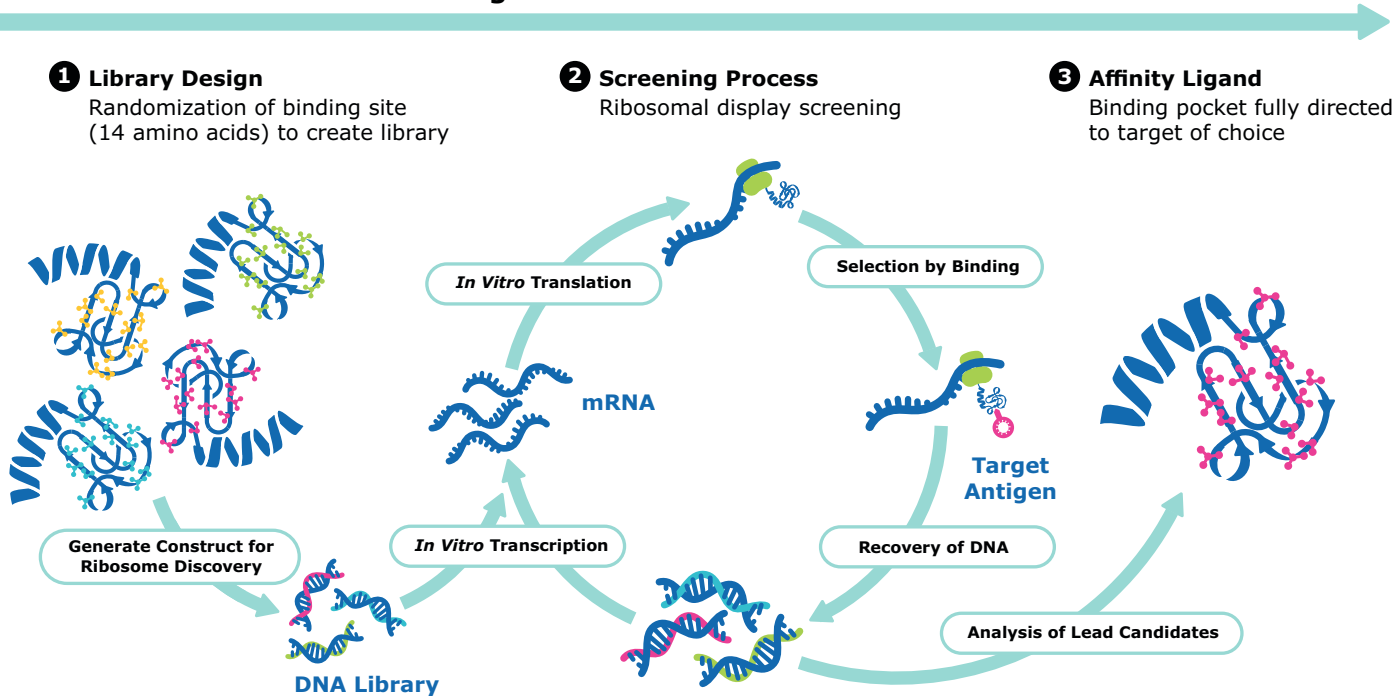 1 Library Design
Randomization of binding site
(14 amino acids) to create library
2 Screening Process
Ribosomal display screening
3 Affinity Ligand
Binding pocket fully directed
to target of choice
In Vitro Translation
Selection by Binding
mRNA
Target
Antigen
Generate Construct for
Ribosome Discovery
In Vitro Transcription
Recovery of DNA
Analysis of Lead Candidates
DNA Library